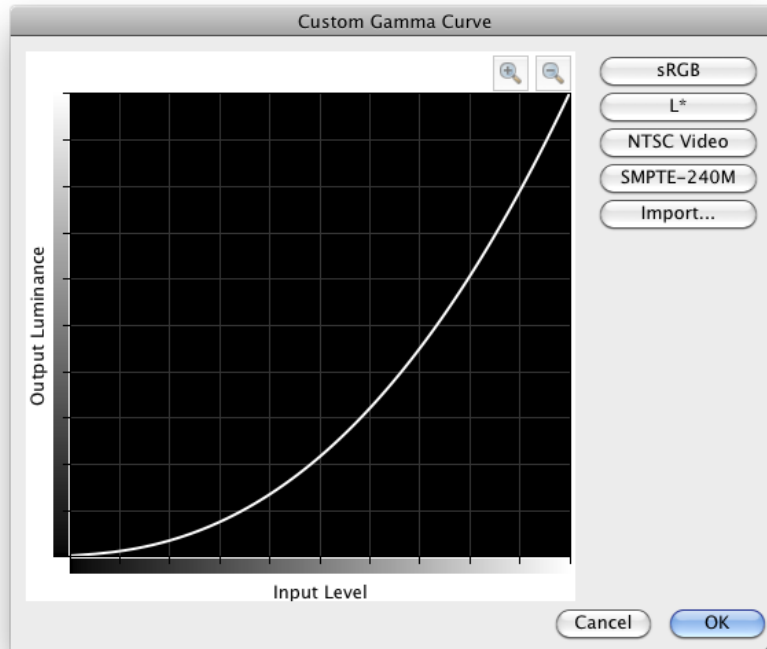 Custom Gamma Curve
sRGB
L*
NTSC Video
SMPTE-240M
Import...
Output Luminance
Input Level
Cancel
OK